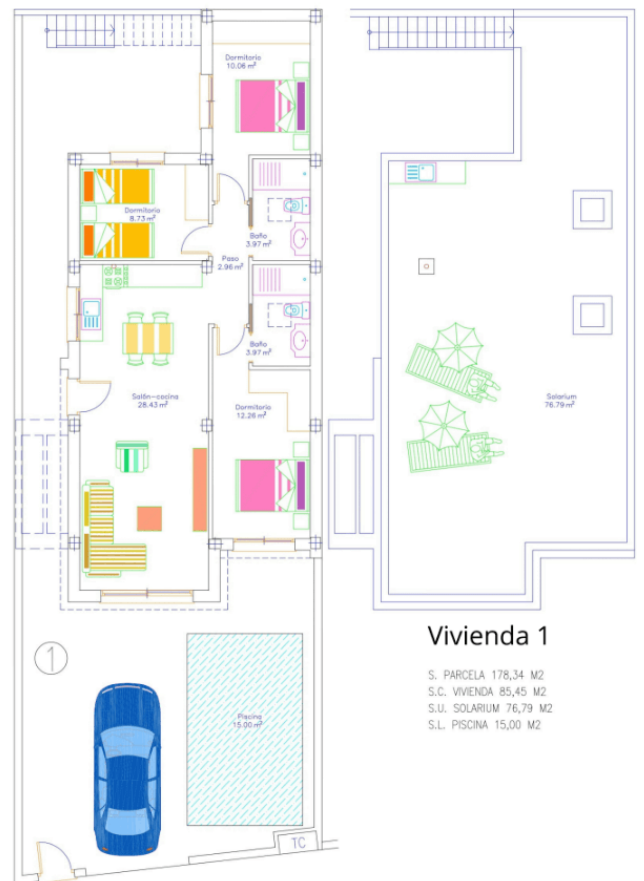 Dormitorio
10.06 m²
Dormitorio
8.73 m²
Baño
3.97 m²
Paso
2.96 m²
Baño
3.97 m²
Salón-cocina
28.43 m²
Dormitorio
12.26 m²
Solarium
76.79 m²
1
Piscina
15.00 m²
TC
Vivienda 1
S. PARCELA 178,34 M2
S.C. VIVIENDA 85,45 M2
S.U. SOLARIUM 76,79 M2
S.L. PISCINA 15,00 M2